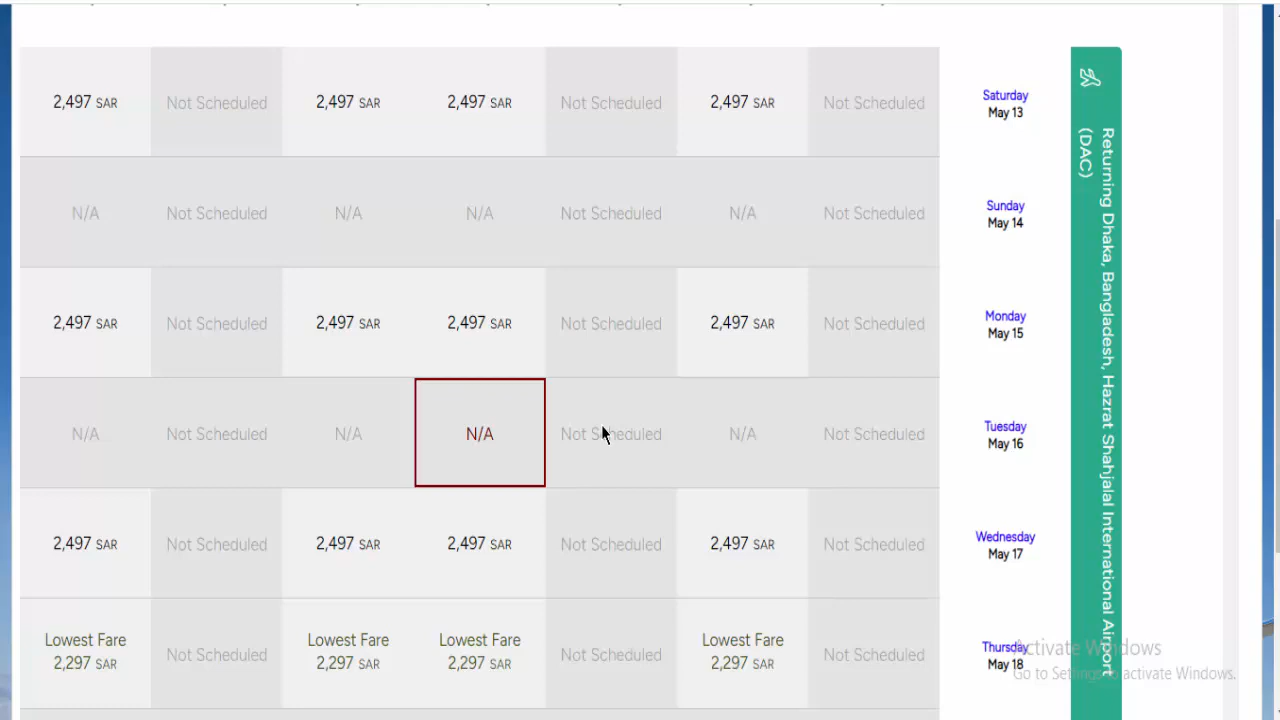 2,497 SAR Not Scheduled 2,497 SAR 2,497 SAR Not Scheduled 2,497 SAR Not Scheduled
Saturday
May 13
N/A Not Scheduled N/A N/A Not Scheduled N/A Not Scheduled
Sunday
May 14
2,497 SAR Not Scheduled 2,497 SAR 2,497 SAR Not Scheduled 2,497 SAR Not Scheduled
Monday
May 15
N/A Not Scheduled N/A N/A Not Scheduled N/A Not Scheduled
Tuesday
May 16
2,497 SAR Not Scheduled 2,497 SAR 2,497 SAR Not Scheduled 2,497 SAR Not Scheduled
Wednesday
May 17
Lowest Fare Lowest Fare Lowest Fare Lowest Fare
2,297 SAR Not Scheduled 2,297 SAR 2,297 SAR Not Scheduled 2,297 SAR Not Scheduled
Thursday
May 18
Returning Dhaka, Bangladesh, Hazrat Shahjalal International Airport
(DAC)
Activate Windows
Go to Settings to activate Windows.